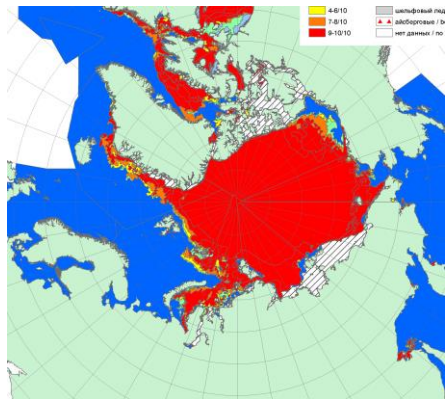 4-6/10
7-8/10
9-10/10
шельфовый лед
айсберговые /
нет данных / no